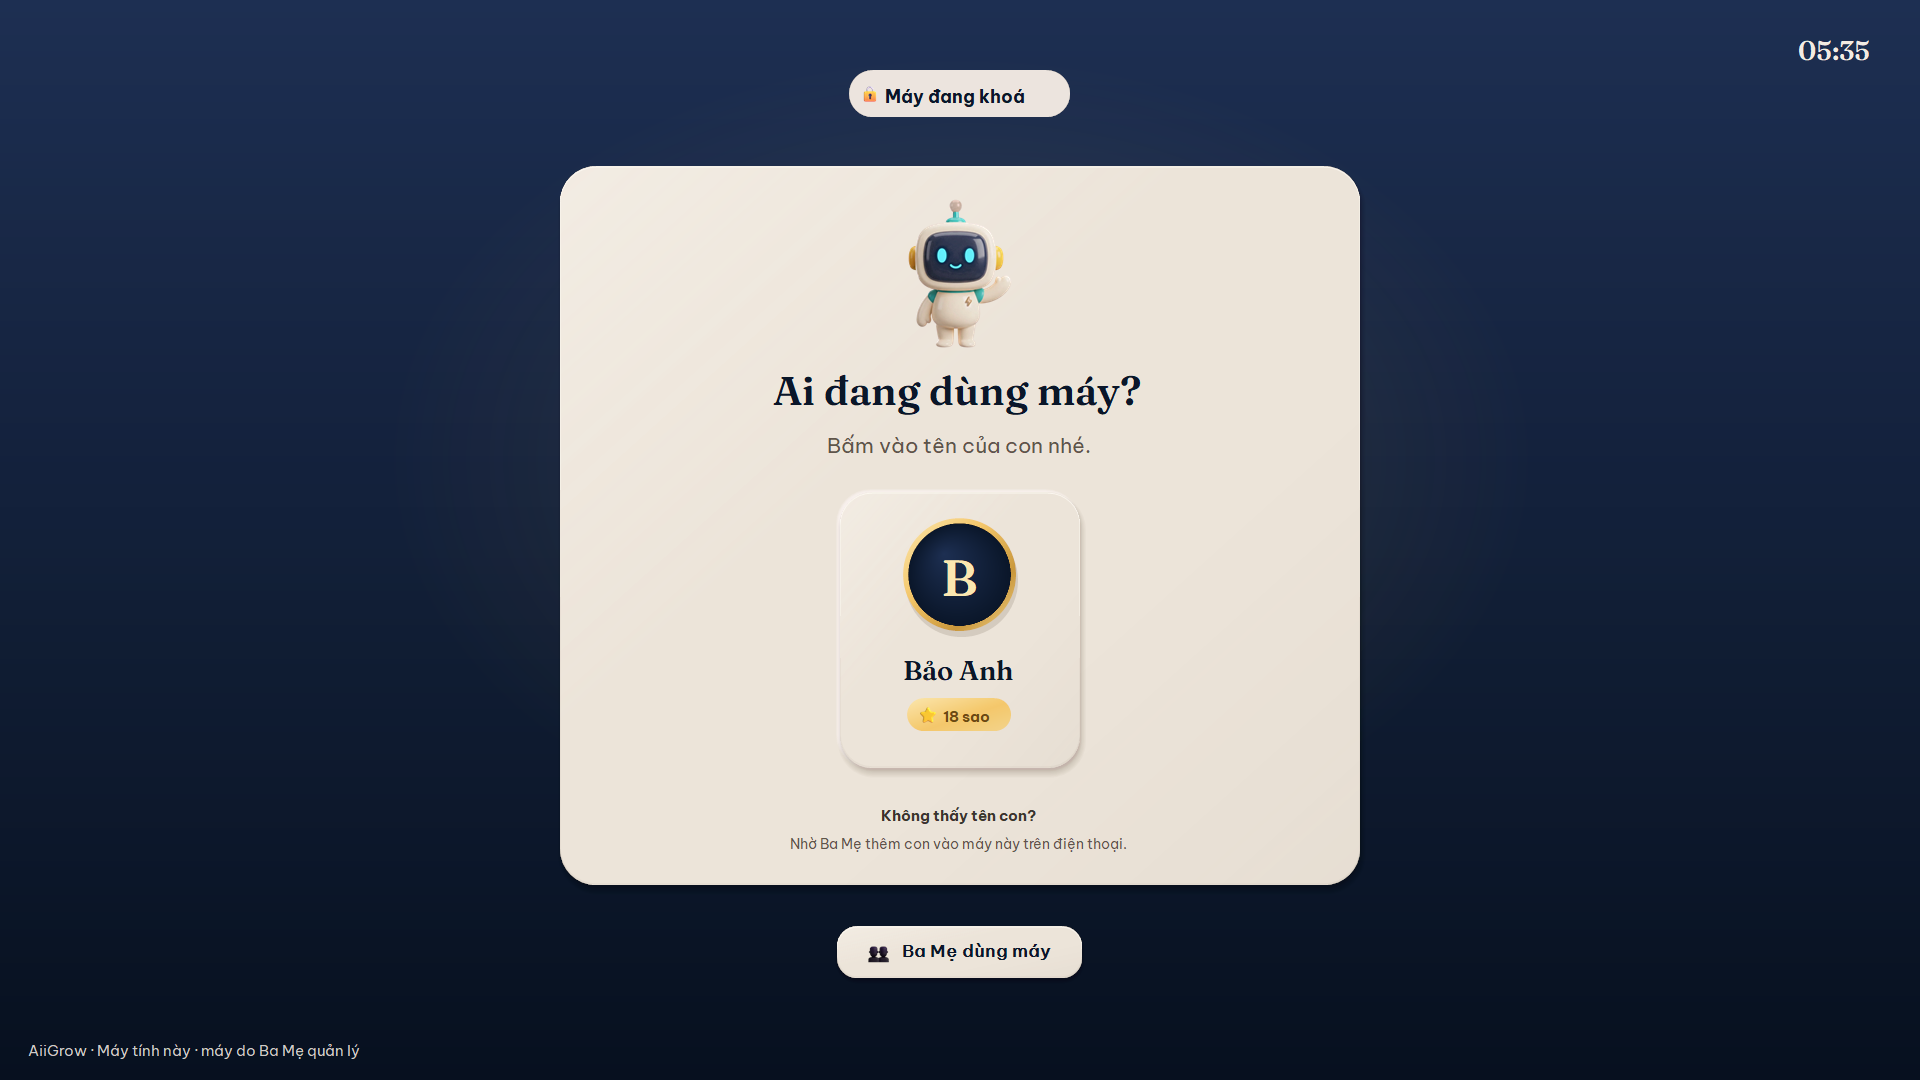 05:35
Máy đang khoá
Ai đang dùng máy?
Bấm vào tên của con nhé.
B
Bảo Anh
18 sao
Không thấy tên con?
Nhờ Ba Mẹ thêm con vào máy này trên điện thoại.
Ba Mẹ dùng máy
AiiGrow · Máy tính này · máy do Ba Mẹ quản lý